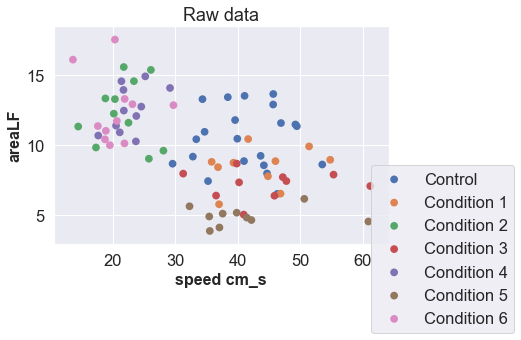 Raw data
15
10
5
areaLF
20
30
40
50
60
speed cm_s
Control
Condition 1
Condition 2
Condition 3
Condition 4
Condition 5
Condition 6